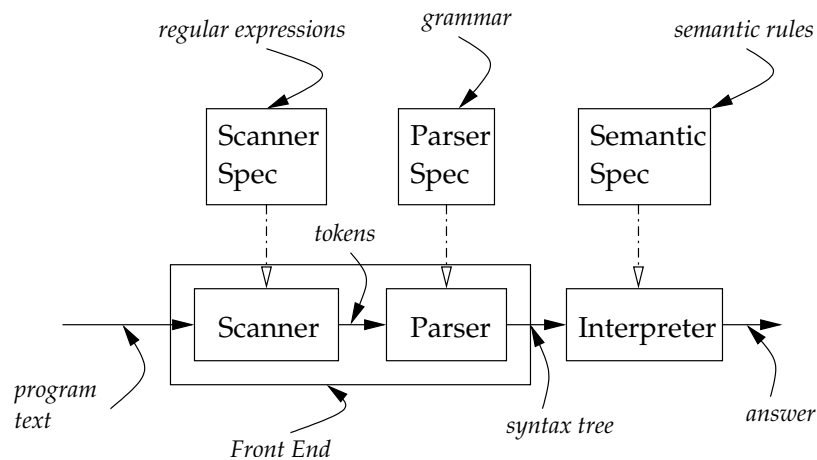 regular expressions
grammar
semantic rules
Scanner
Spec
Parser
Spec
Semantic
Spec
tokens
Scanner
Parser
Interpreter
program
text
Front End
syntax tree
answer